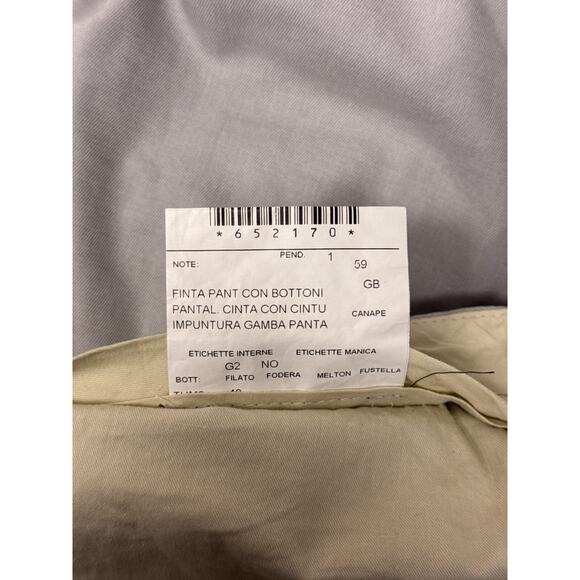 *652170*
PEND. 1 59
NOTE:
GB
FINTA PANT CON BOTTONI
PANTAL. CINTA CON CINTU
CANAPE
IMPUNTURA GAMBA PANTA
ETICHETTE INTERNE ETICHETTE MANICA
G2 NO
BOTT: FILATO FODERA MELTON FUSTELLA